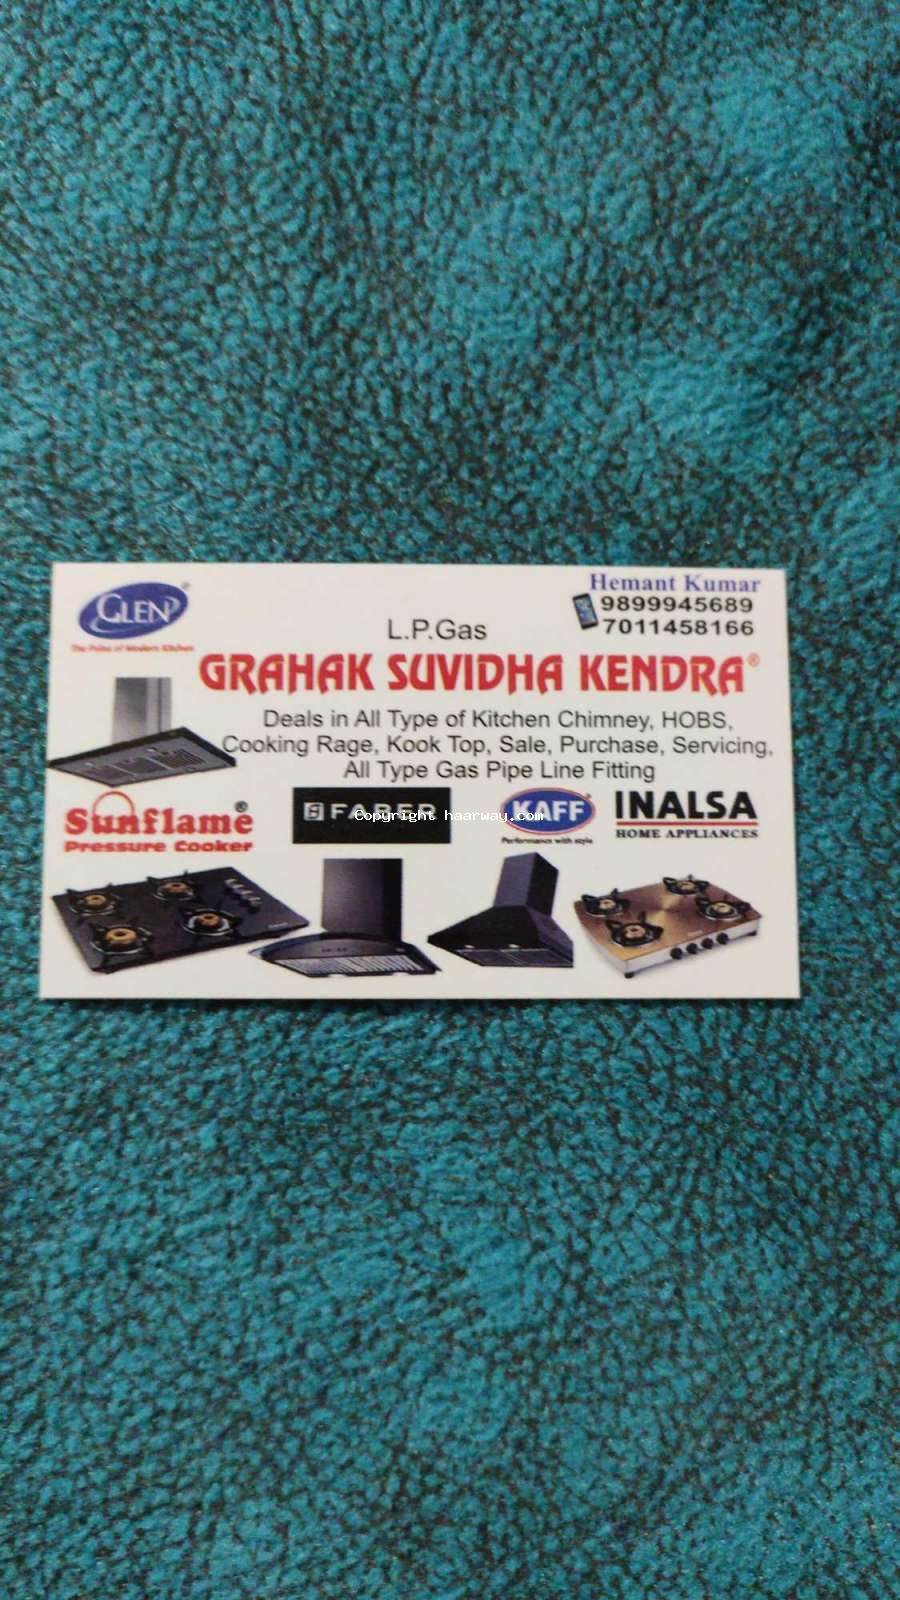 GLEN®
The Pulse of Modern Kitchen
Hemant Kumar
9899945689
7011458166
L.P.Gas
GRAHAK SUVIDHA KENDRA®
Deals in All Type of Kitchen Chimney, HOBS,
Cooking Rage, Kook Top, Sale, Purchase, Servicing,
All Type Gas Pipe Line Fitting
Sunflame®
Pressure Cooker
FABER
KAFF
Performance with style
INALSA
HOME APPLIANCES
Copyright haarway.com